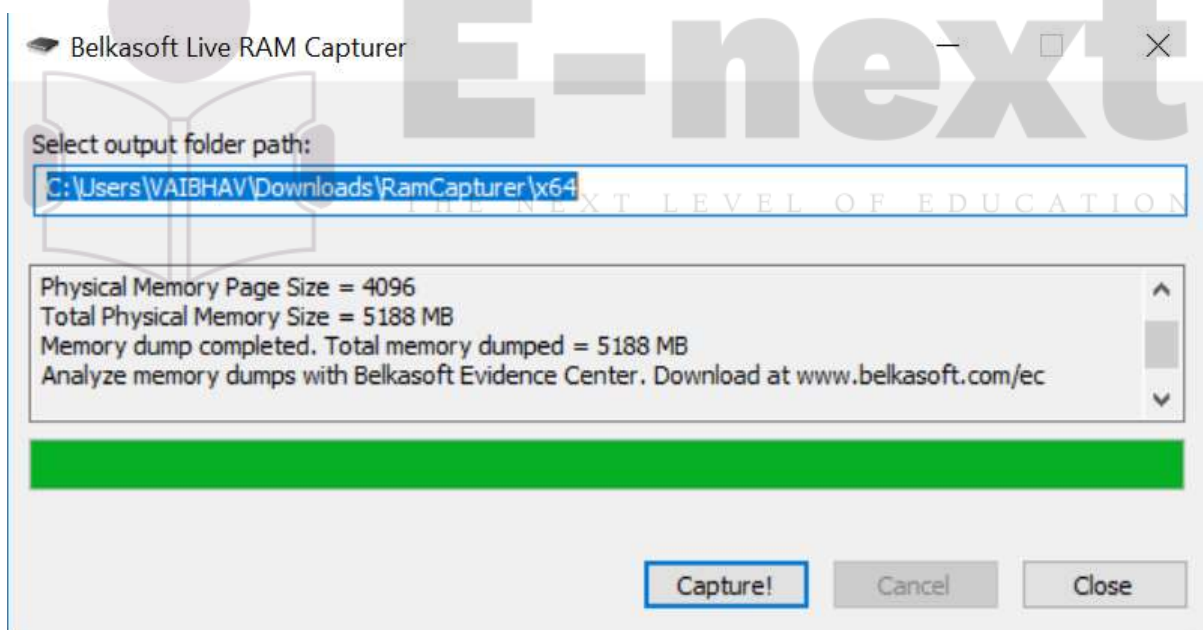 E-next
Belkasoft Live RAM Capturer
Select output folder path:
C:\Users\VAIBHAV\Downloads\RamCapturer\x64
THE NEXT LEVEL OF EDUCATION
Physical Memory Page Size = 4096
Total Physical Memory Size = 5188 MB
Memory dump completed. Total memory dumped = 5188 MB
Analyze memory dumps with Belkasoft Evidence Center. Download at www.belkasoft.com/ec
Capture!
Cancel
Close